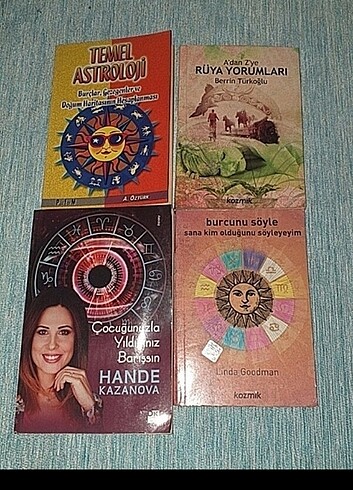 TEMEL
ASTROLOJİ
Burçlar, Gezegenler ve
Doğum Haritasının Hesaplanması
A. ÖZTÜRK
A'dan Z'ye
RÜYA YORUMLARI
Berrin Türkoğlu
kozmik
Çocuğunuzla
Yıldızınız
Barışsın
HANDE
KAZANOVA
burcunu söyle
sana kim olduğunu söyleyeyim
Linda Goodman
kozmik